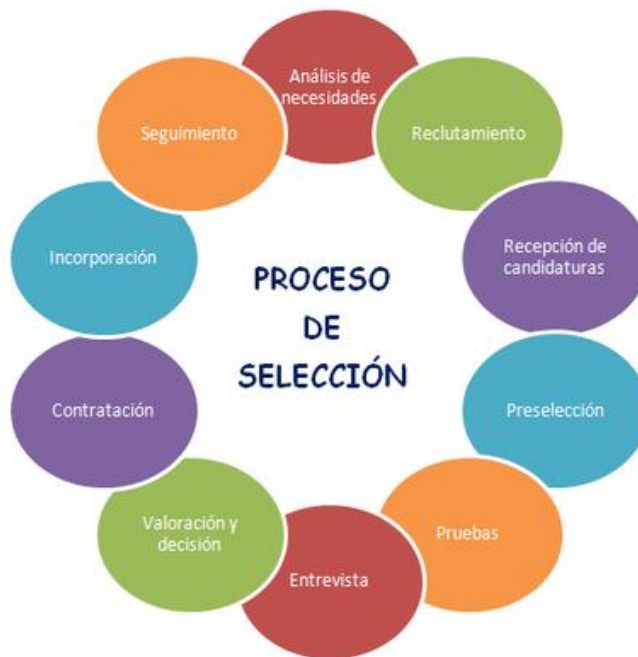 Análisis de
necesidades
Reclutamiento
Recepción de
candidaturas
Preselección
Pruebas
Entrevista
Valoración y
decisión
Contratación
Incorporación
Seguimiento
PROCESO
DE
SELECCIÓN